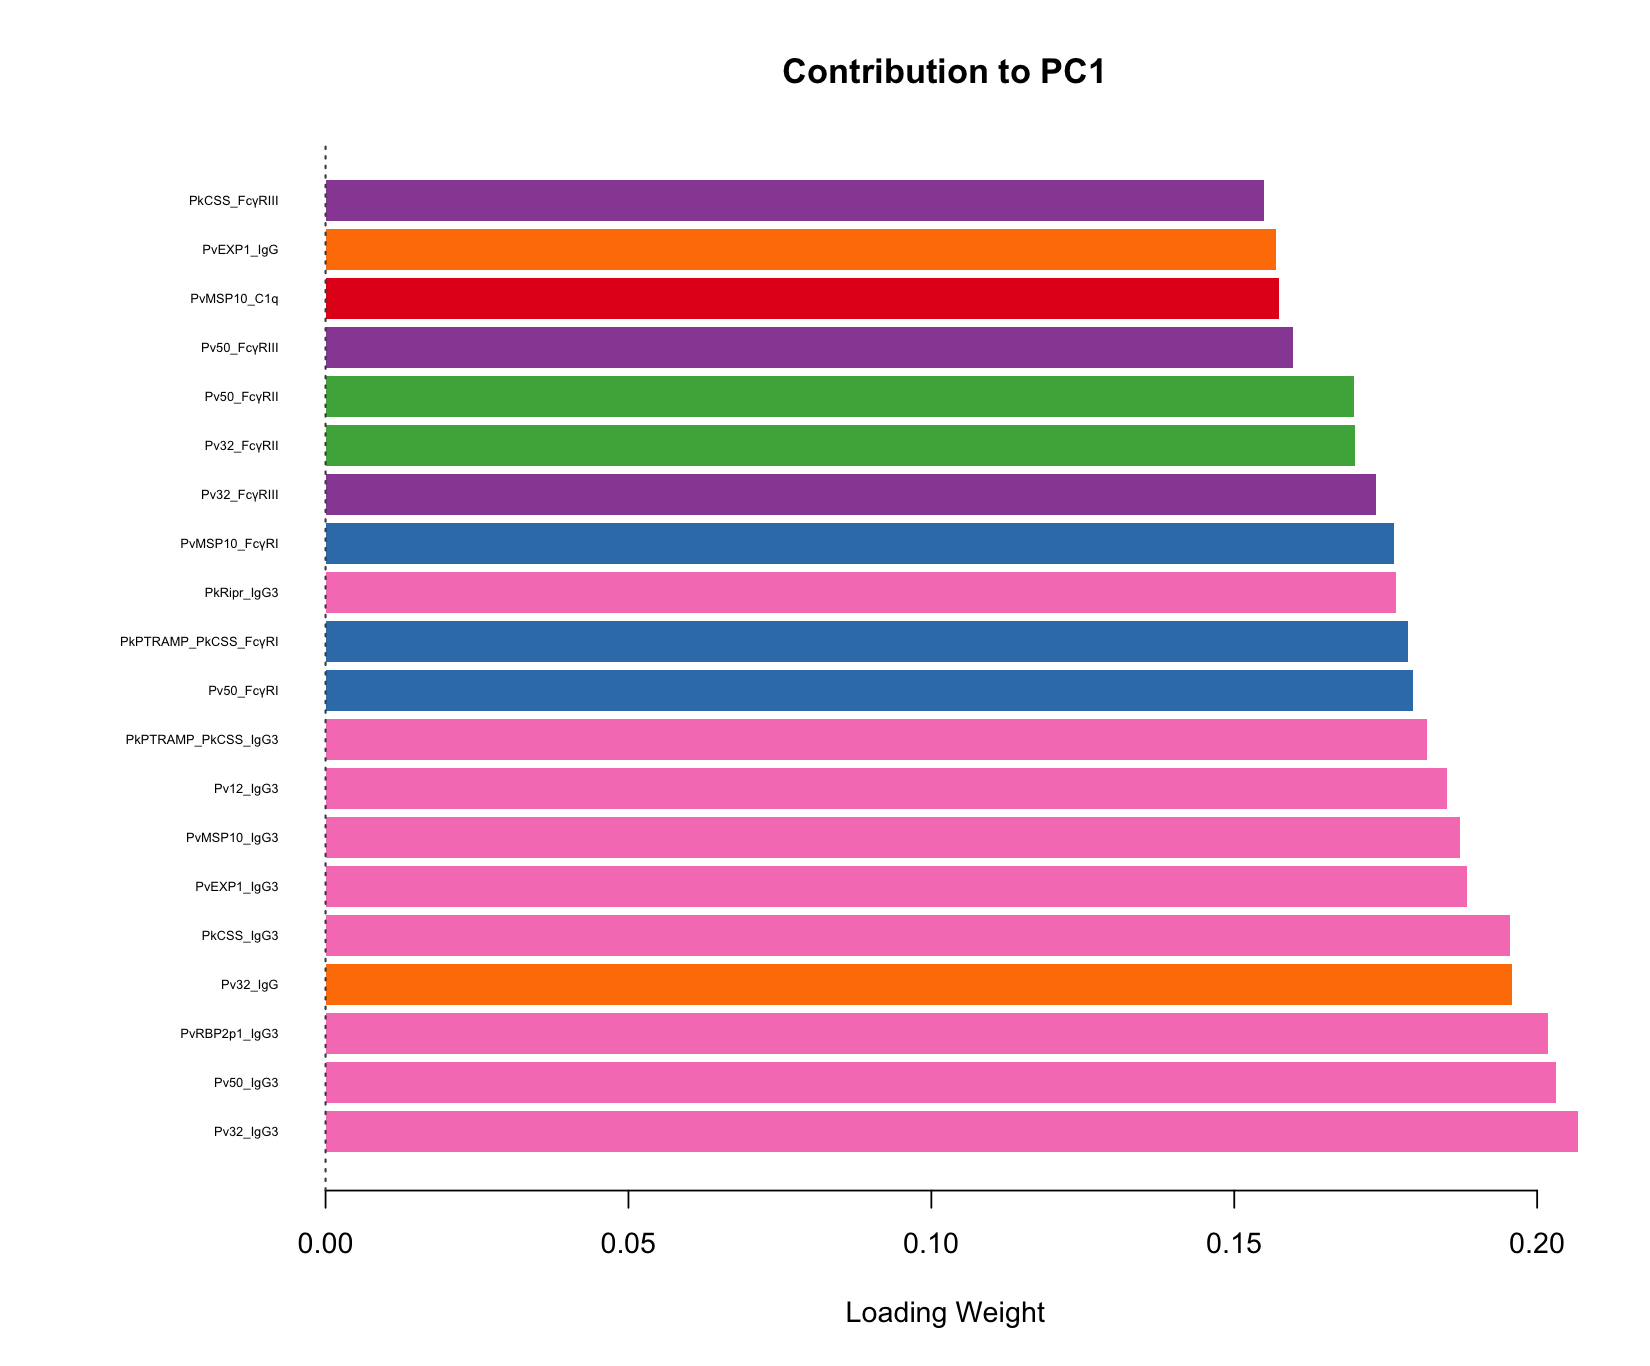 Contribution to PC1
PkCSS_FcγRIII
PvEXP1_IgG
PvMSP10_C1q
Pv50_FcγRIII
Pv50_FcγRII
Pv32_FcγRII
Pv32_FcγRIII
PvMSP10_FcγRI
PkRipr_IgG3
PkPTRAMP_PkCSS_FcγRI
Pv50_FcγRI
PkPTRAMP_PkCSS_IgG3
Pv12_IgG3
PvMSP10_IgG3
PvEXP1_IgG3
PkCSS_IgG3
Pv32_IgG
PvRBP2p1_IgG3
Pv50_IgG3
Pv32_IgG3
0.00 0.05 0.10 0.15 0.20
Loading Weight